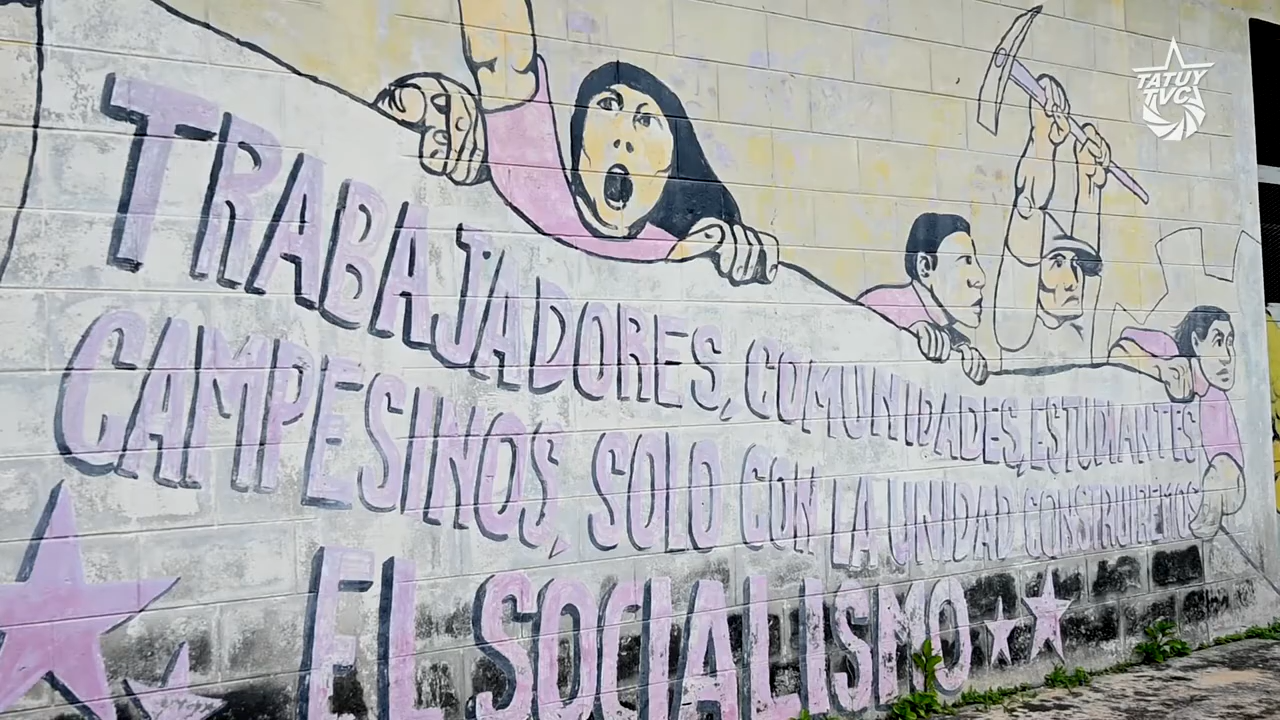 TRABAJADORES, COMUNIDADES, ESTUDIANTES
CAMPESINOS, SOLO CON LA UNIDAD CONSTRUIREMOS
EL SOCIALISMO
TATUY
TVC